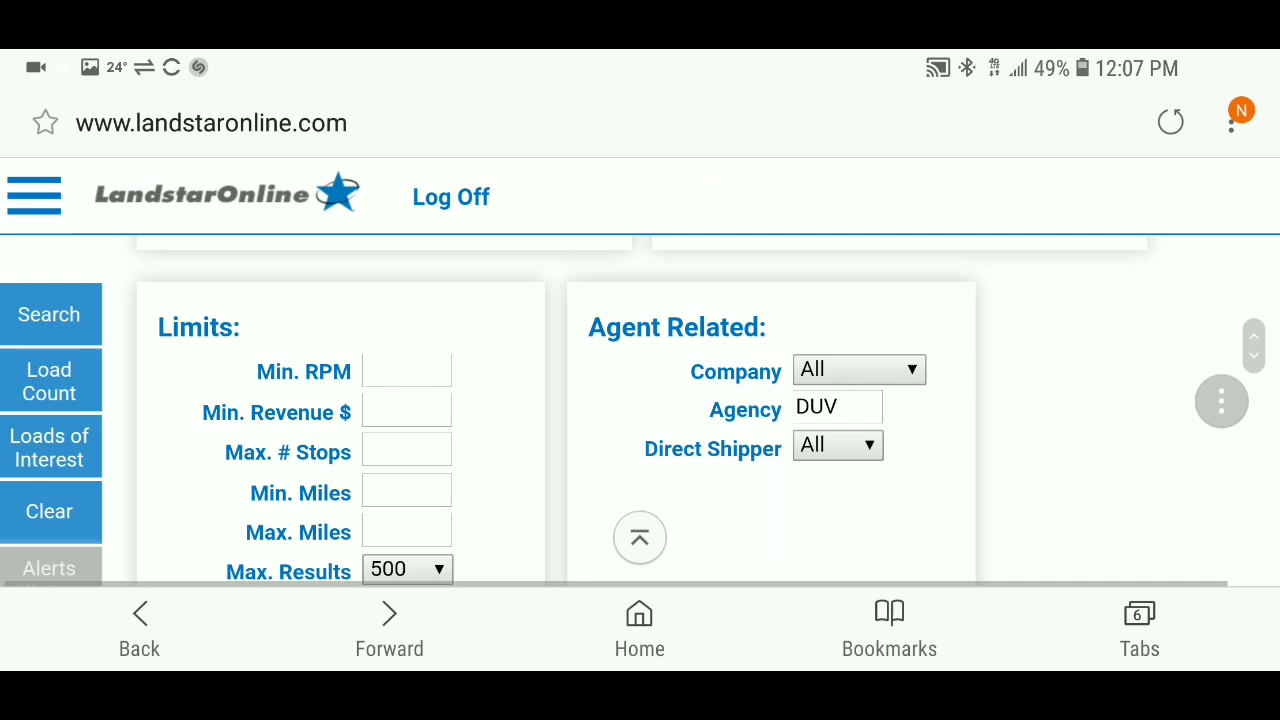 24° 49% 12:07 PM
www.landstaronline.com
N
LandstarOnline Log Off
Search
Load Count
Loads of Interest
Clear
Alerts
Limits:
Min. RPM
Min. Revenue $
Max. # Stops
Min. Miles
Max. Miles
Max. Results 500
Agent Related:
Company All
Agency DUV
Direct Shipper All
Back Forward Home Bookmarks 6 Tabs